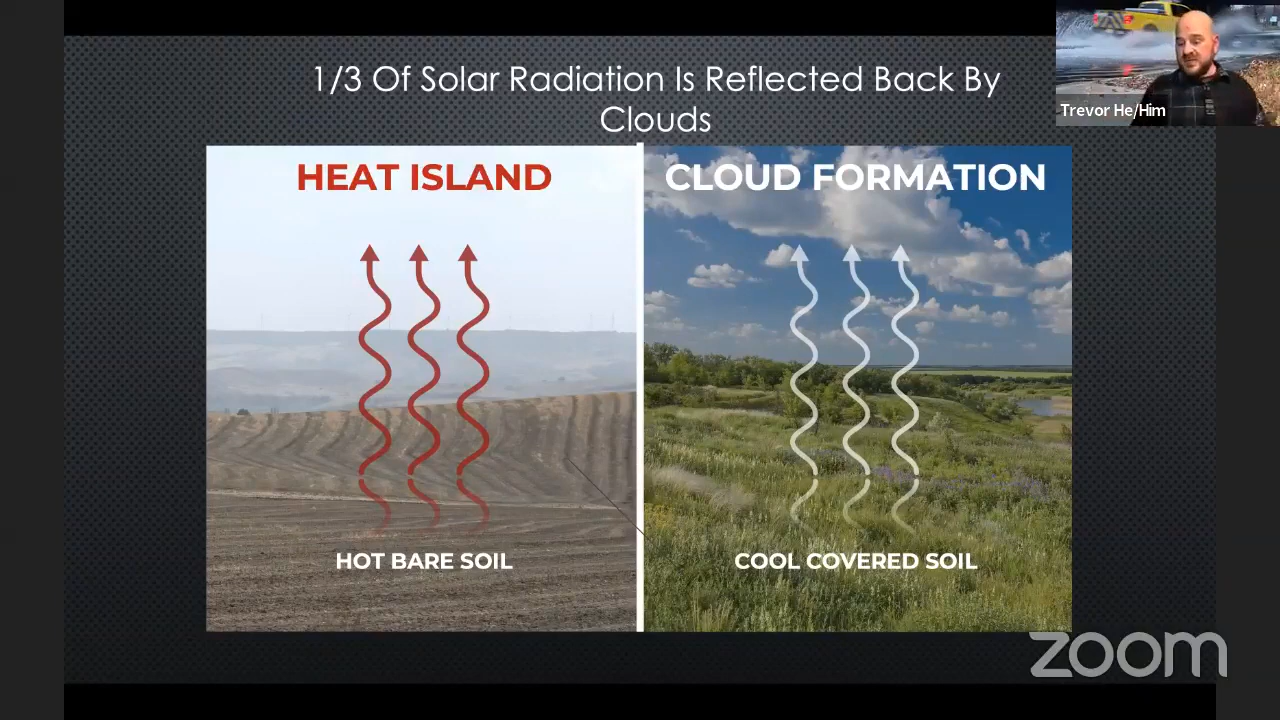 1/3 Of Solar Radiation Is Reflected Back By
Clouds
Trevor He/Him
HEAT ISLAND
CLOUD FORMATION
HOT BARE SOIL
COOL COVERED SOIL
zoom